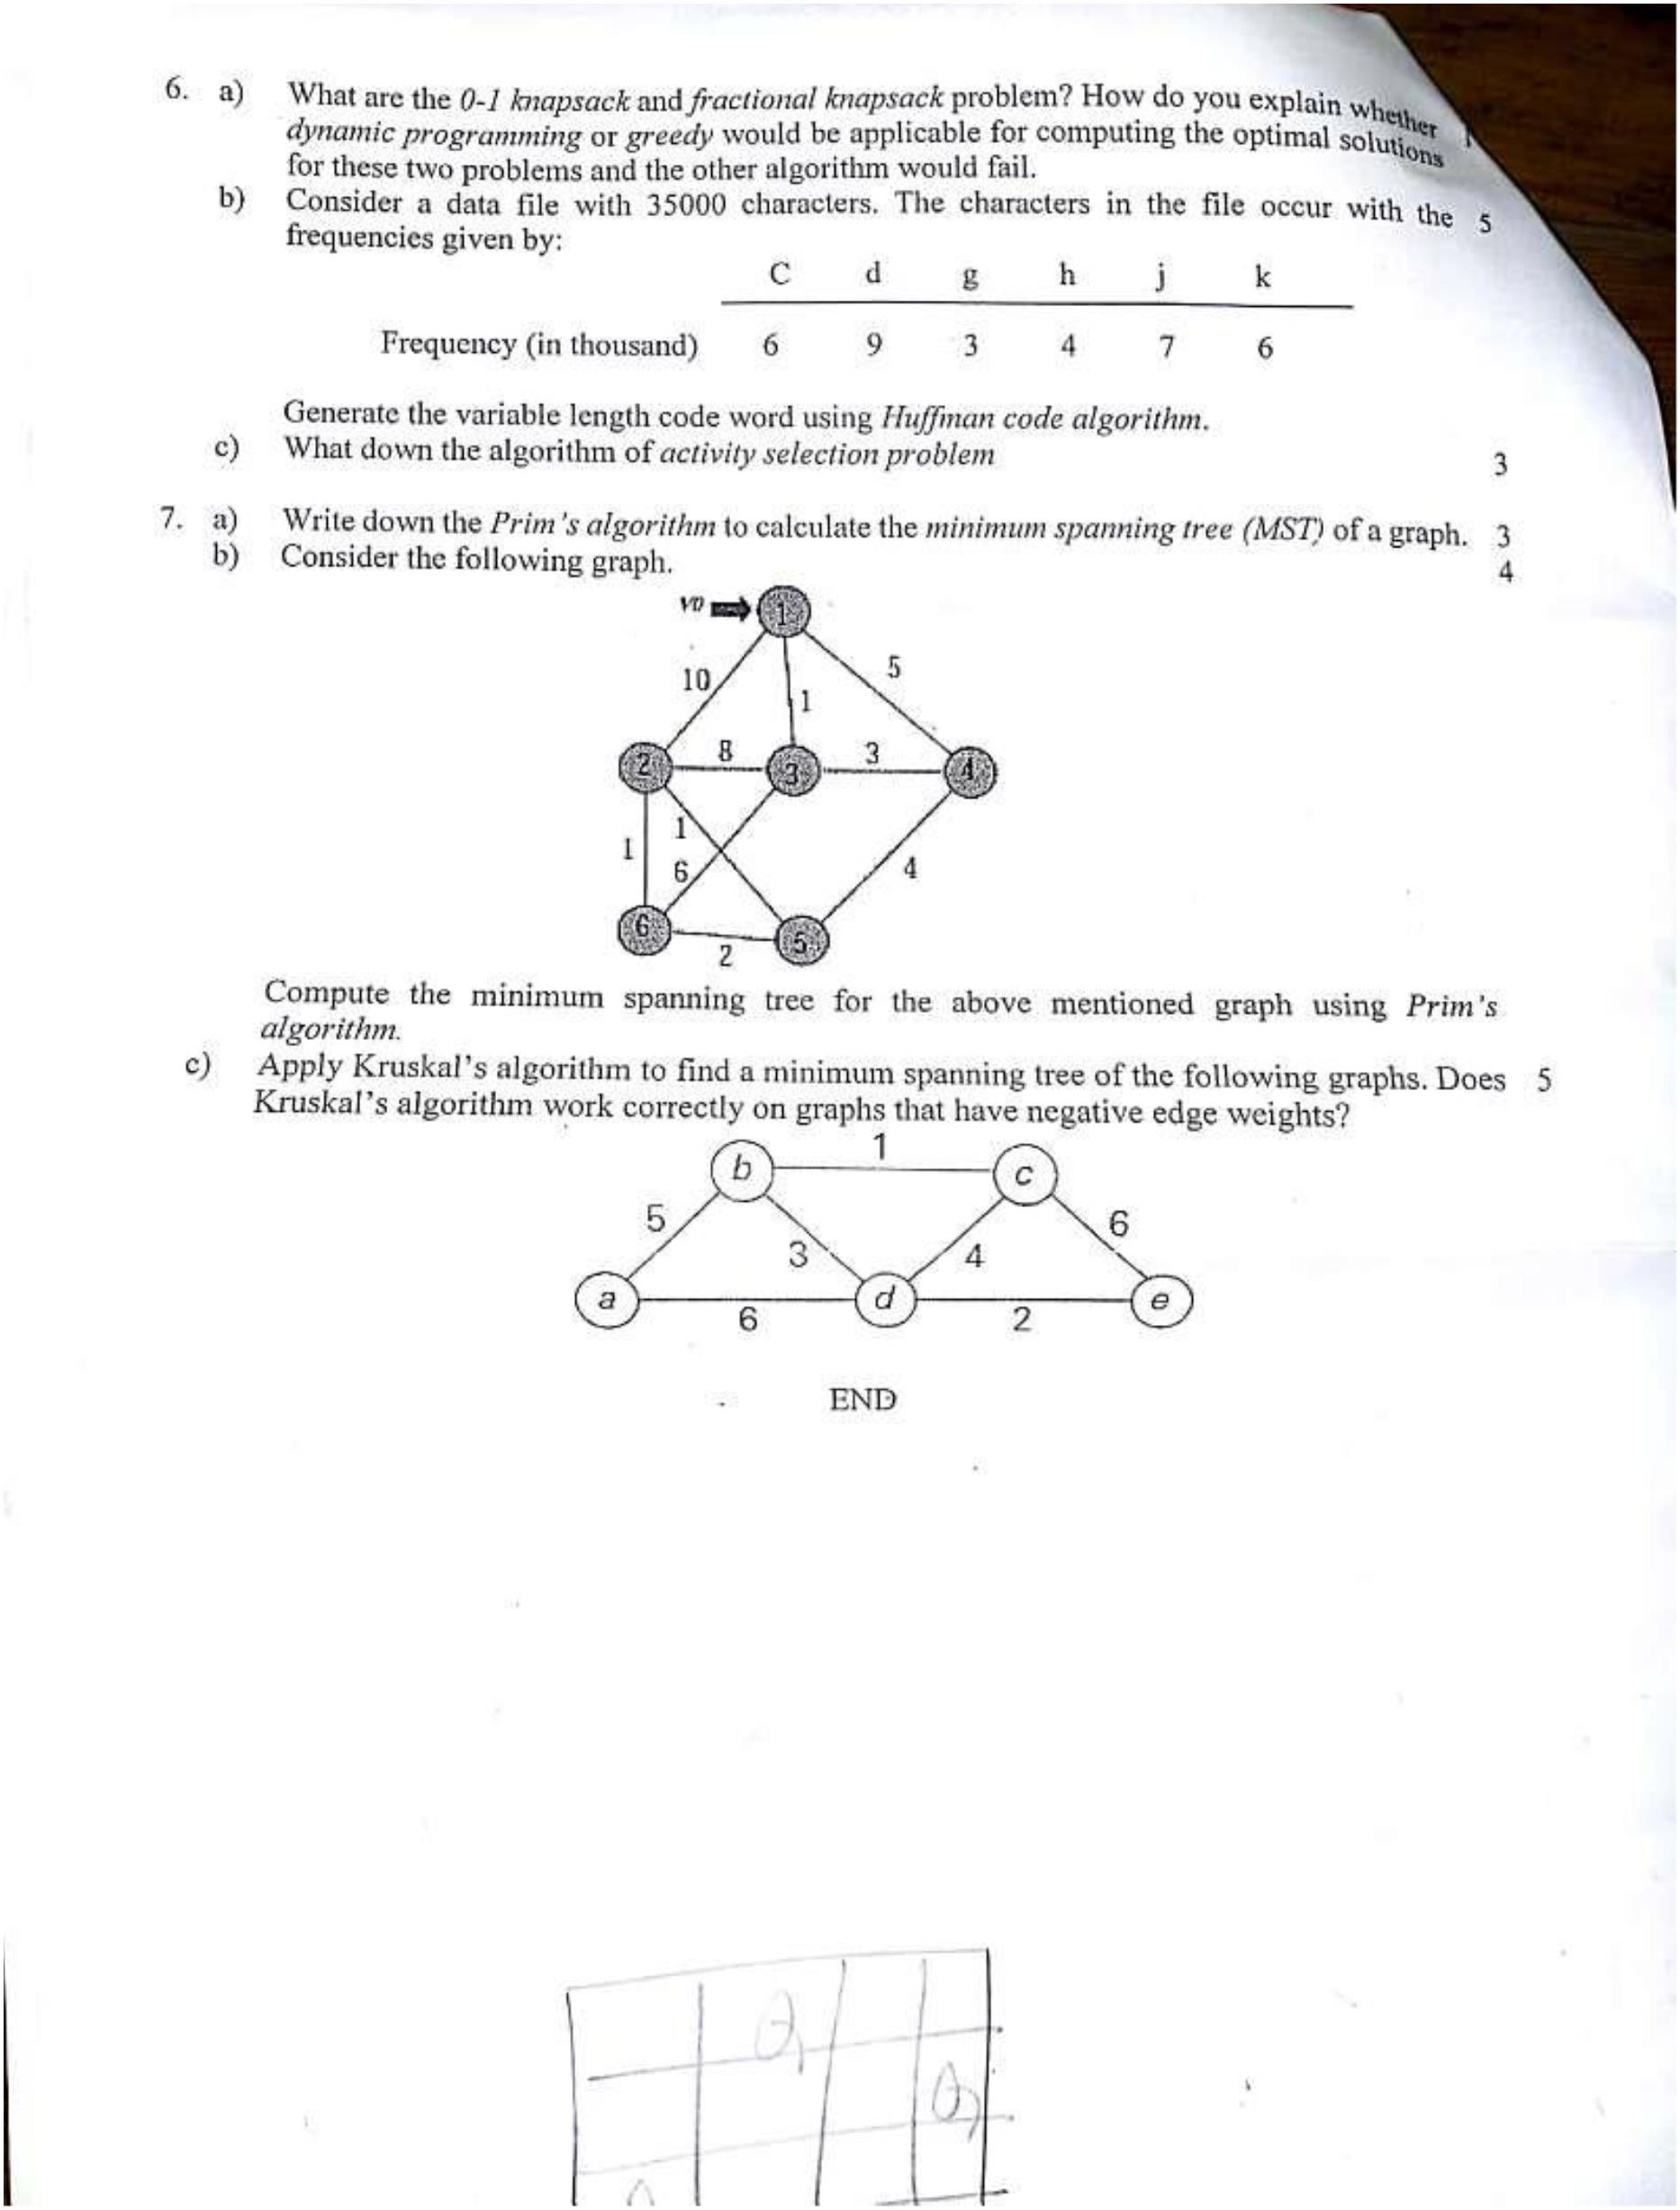 6. a) What are the 0-1 knapsack and fractional knapsack problem? How do you explain whether
dynamic programming or greedy would be applicable for computing the optimal solutions
for these two problems and the other algorithm would fail.
b) Consider a data file with 35000 characters. The characters in the file occur with the 5
frequencies given by:
C d g h j k
Frequency (in thousand) 6 9 3 4 7 6
Generate the variable length code word using Huffman code algorithm.
c) What down the algorithm of activity selection problem 3
7. a) Write down the Prim's algorithm to calculate the minimum spanning tree (MST) of a graph. 3
b) Consider the following graph. 4
1
10 5
1
2 8 3 3 4
1 1
6 4
6 5
2
Compute the minimum spanning tree for the above mentioned graph using Prim's
algorithm.
c) Apply Kruskal's algorithm to find a minimum spanning tree of the following graphs. Does 5
Kruskal's algorithm work correctly on graphs that have negative edge weights?
b 1 c
5 6
3 4
a d e
6 2
END